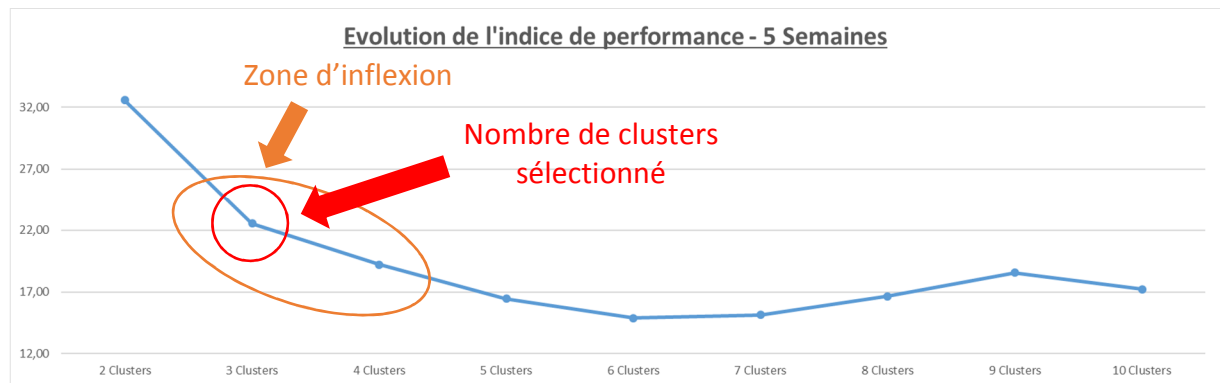 Evolution de l'indice de performance - 5 Semaines
Zone d’inflexion
Nombre de clusters
sélectionné
32,00
27,00
22,00
17,00
12,00
2 Clusters
3 Clusters
4 Clusters
5 Clusters
6 Clusters
7 Clusters
8 Clusters
9 Clusters
10 Clusters